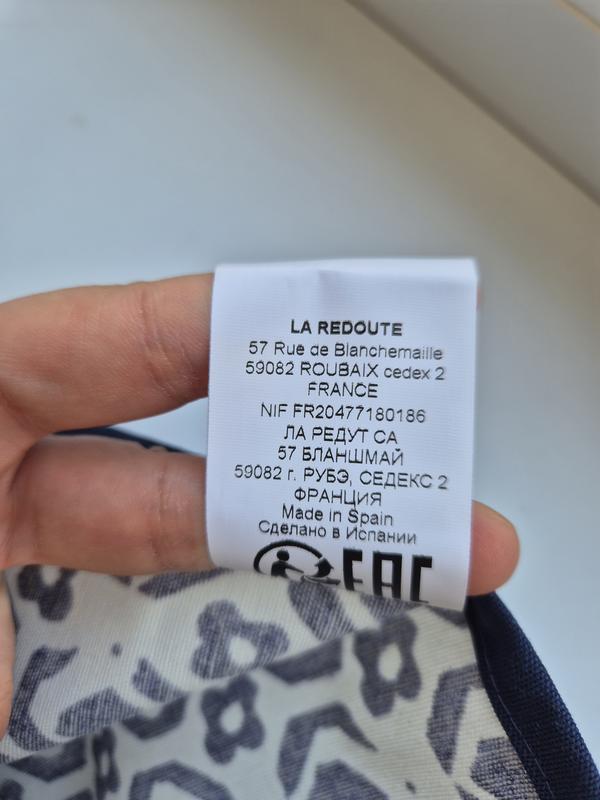 LA REDOUTE
57 Rue de Blanchemaille
59082 ROUBAIX cedex 2
FRANCE
NIF FR20477180186
ЛА РЕДУТ СА
57 БЛАНШМАЙ
59082 г. РУБЭ, СЕДЕКС 2
ФРАНЦИЯ
Made in Spain
Сделано в Испании
EAC